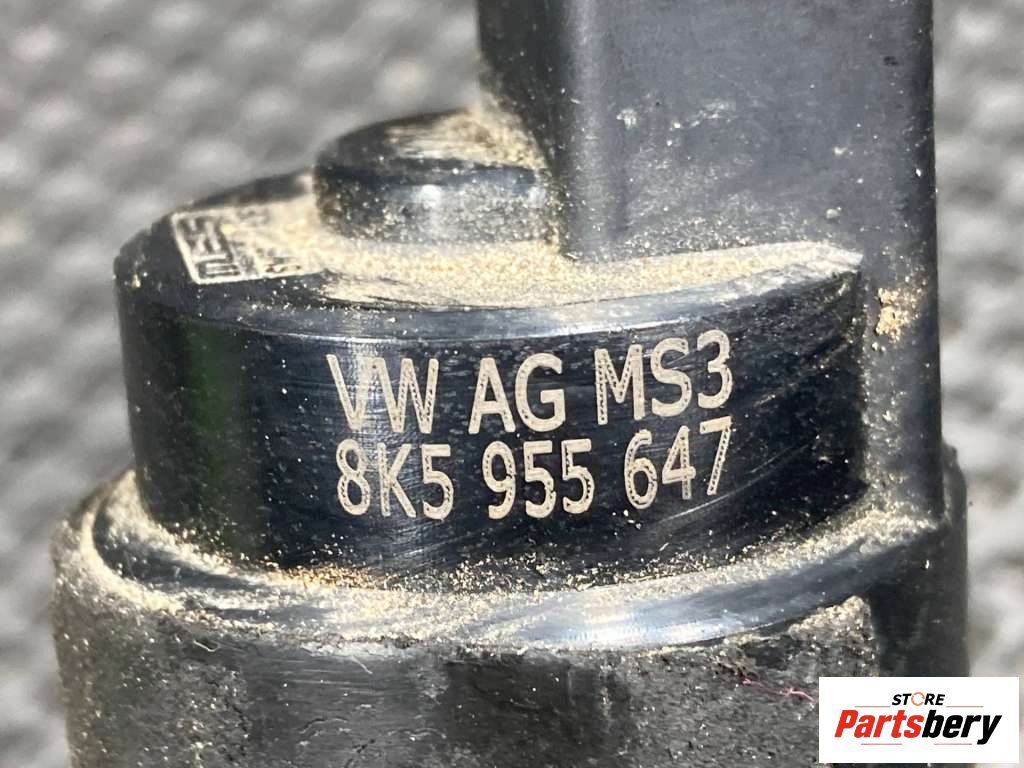 VW AG MS3
8K5 955 647
STORE
Partsbery